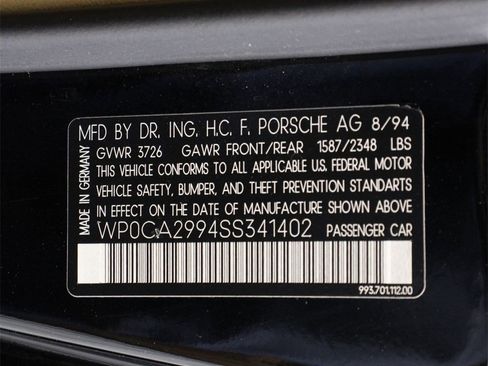 MFD BY DR. ING. H.C. F. PORSCHE AG 8/94
GVWR 3726 GAWR FRONT/REAR 1587/2348 LBS
THIS VEHICLE CONFORMS TO ALL APPLICABLE U.S. FEDERAL MOTOR
VEHICLE SAFETY, BUMPER, AND THEFT PREVENTION STANDARDS
IN EFFECT ON THE DATE OF MANUFACTURE SHOWN ABOVE
WP0CA2994SS341402 PASSENGER CAR
993.701.112.00
MADE IN GERMANY